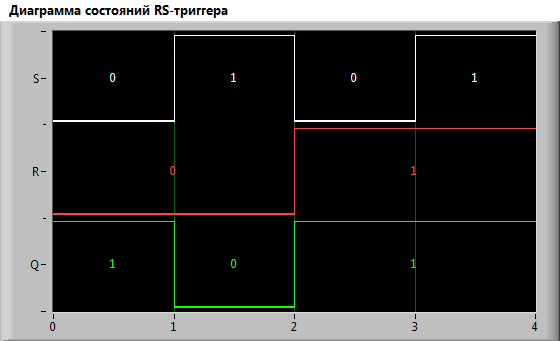 Диаграмма состояний RS-триггера
S
0 1 0 1
R
0 1
Q
1 0 1
0 1 2 3 4